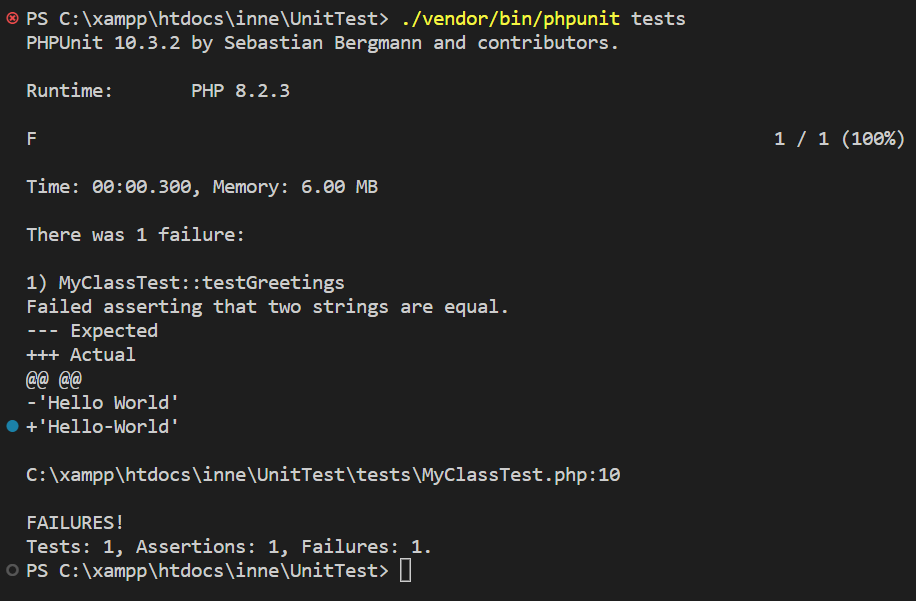 PS C:\xampp\htdocs\inne\UnitTest> ./vendor/bin/phpunit tests
PHPUnit 10.3.2 by Sebastian Bergmann and contributors.
Runtime:       PHP 8.2.3
F                                                                   1 / 1 (100%)
Time: 00:00.300, Memory: 6.00 MB
There was 1 failure:
1) MyClassTest::testGreetings
Failed asserting that two strings are equal.
--- Expected
+++ Actual
@@ @@
-'Hello World'
+'Hello-World'
C:\xampp\htdocs\inne\UnitTest\tests\MyClassTest.php:10
FAILURES!
Tests: 1, Assertions: 1, Failures: 1.
PS C:\xampp\htdocs\inne\UnitTest>